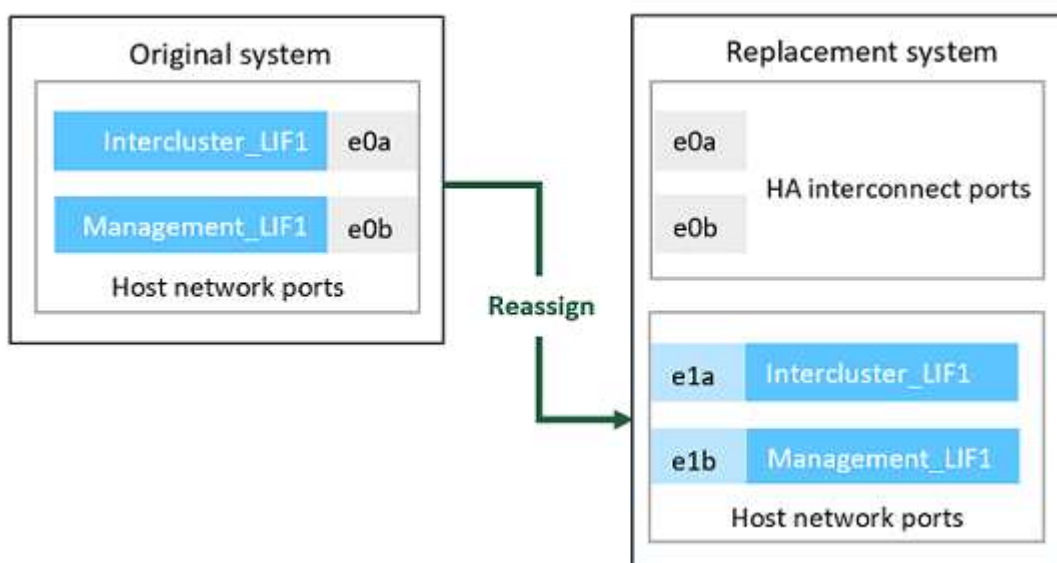 Original system
Intercluster_LIF1 e0a
Management_LIF1 e0b
Host network ports
Reassign
Replacement system
e0a
HA interconnect ports
e0b
e1a Intercluster_LIF1
e1b Management_LIF1
Host network ports